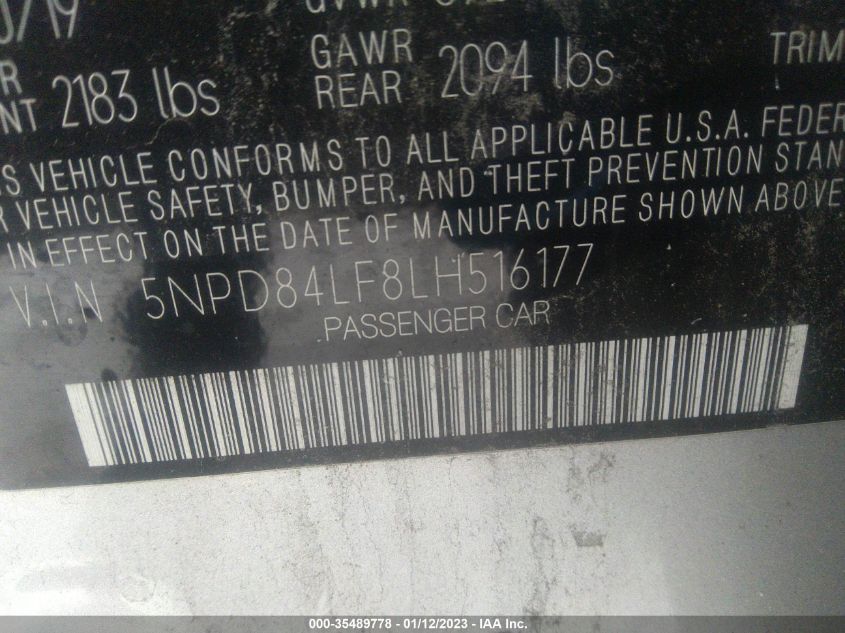 GAWR
REAR 2094 lbs
2183 lbs
TRIM
VEHICLE CONFORMS TO ALL APPLICABLE U.S.A. FEDER
VEHICLE SAFETY, BUMPER, AND THEFT PREVENTION STAN
IN EFFECT ON THE DATE OF MANUFACTURE SHOWN ABOVE
V.I.N 5NPD84LF8LH516177
PASSENGER CAR
000-35489778 - 01/12/2023 - IAA Inc.